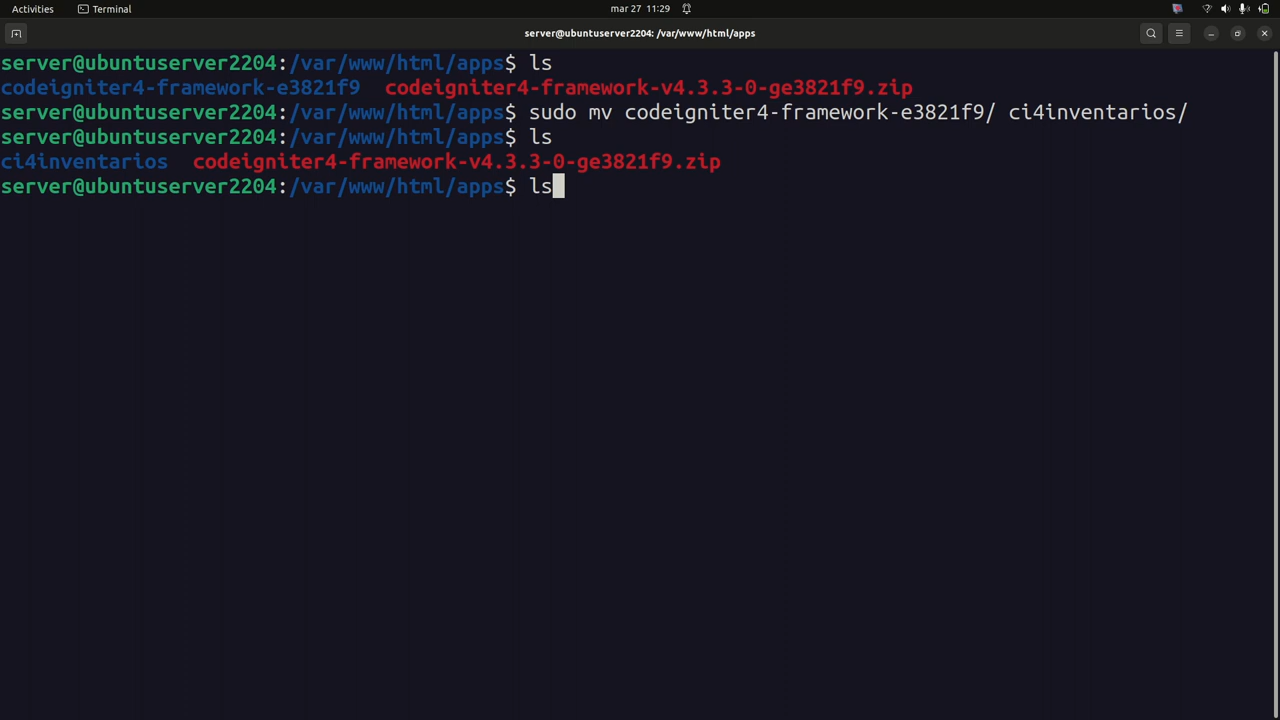 Activities Terminal mar 27 11:29
server@ubuntuserver2204: /var/www/html/apps
server@ubuntuserver2204:/var/www/html/apps$ ls
codeigniter4-framework-e3821f9 codeigniter4-framework-v4.3.3-0-ge3821f9.zip
server@ubuntuserver2204:/var/www/html/apps$ sudo mv codeigniter4-framework-e3821f9/ ci4inventarios/
server@ubuntuserver2204:/var/www/html/apps$ ls
ci4inventarios codeigniter4-framework-v4.3.3-0-ge3821f9.zip
server@ubuntuserver2204:/var/www/html/apps$ ls